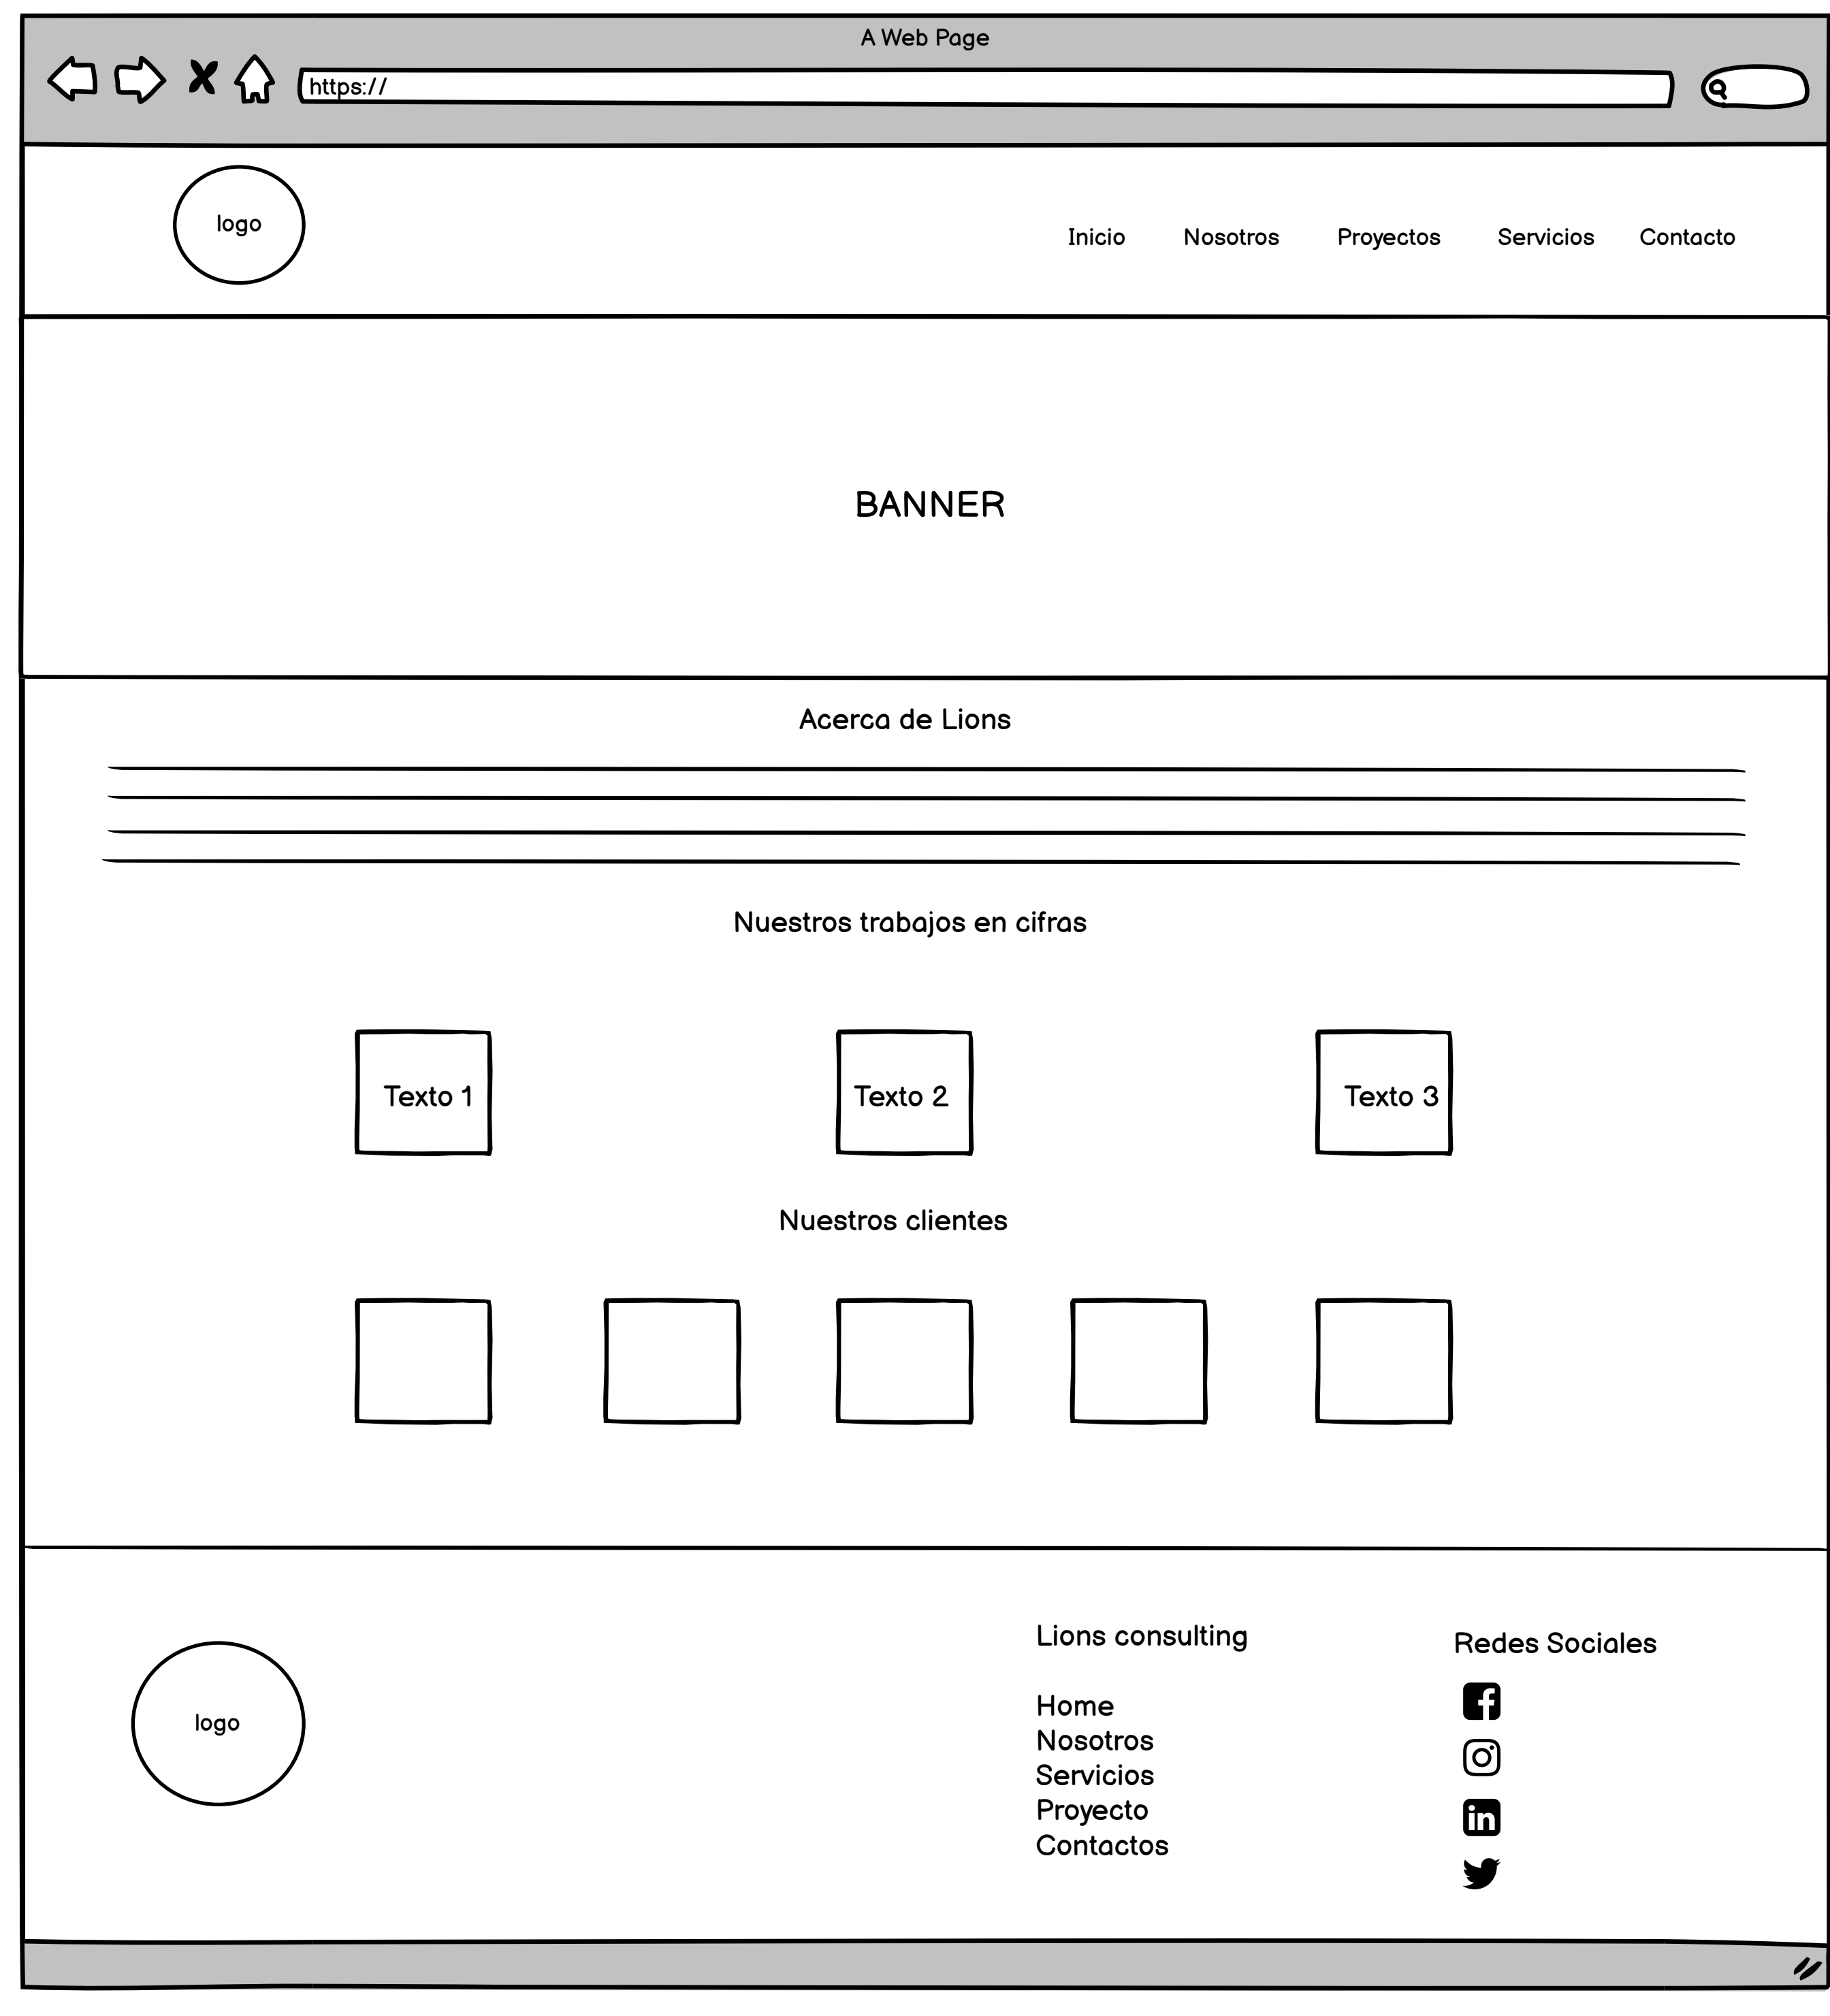 A Web Page
https://
logo
Inicio Nosotros Proyectos Servicios Contacto
BANNER
Acerca de Lions
Nuestros trabajos en cifras
Texto 1 Texto 2 Texto 3
Nuestros clientes
logo
Lions consulting
Home
Nosotros
Servicios
Proyecto
Contactos
Redes Sociales